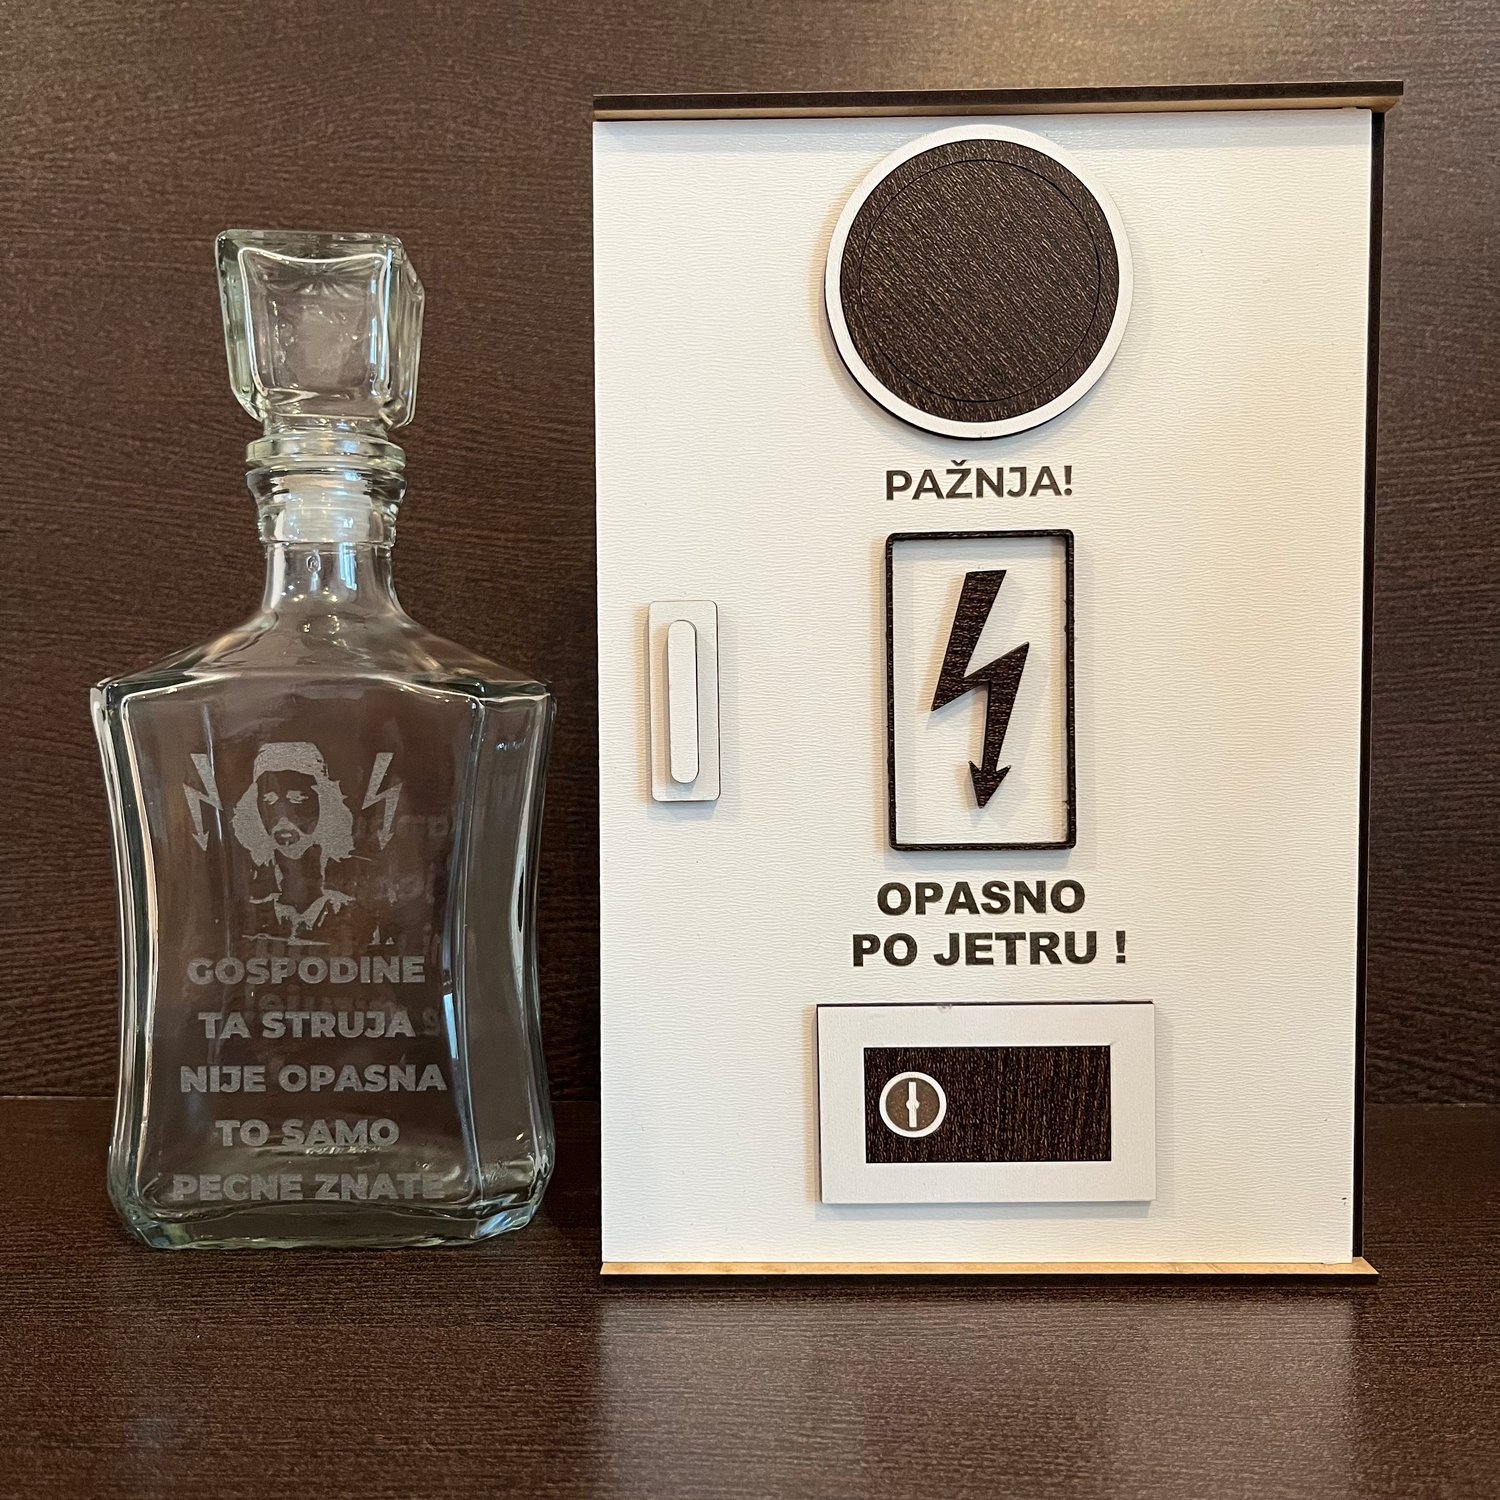 GOSPODINE
TA STRUJA
NIJE OPASNA
TO SAMO
PECNE ZNATE
PAŽNJA!
OPASNO
PO JETRU !